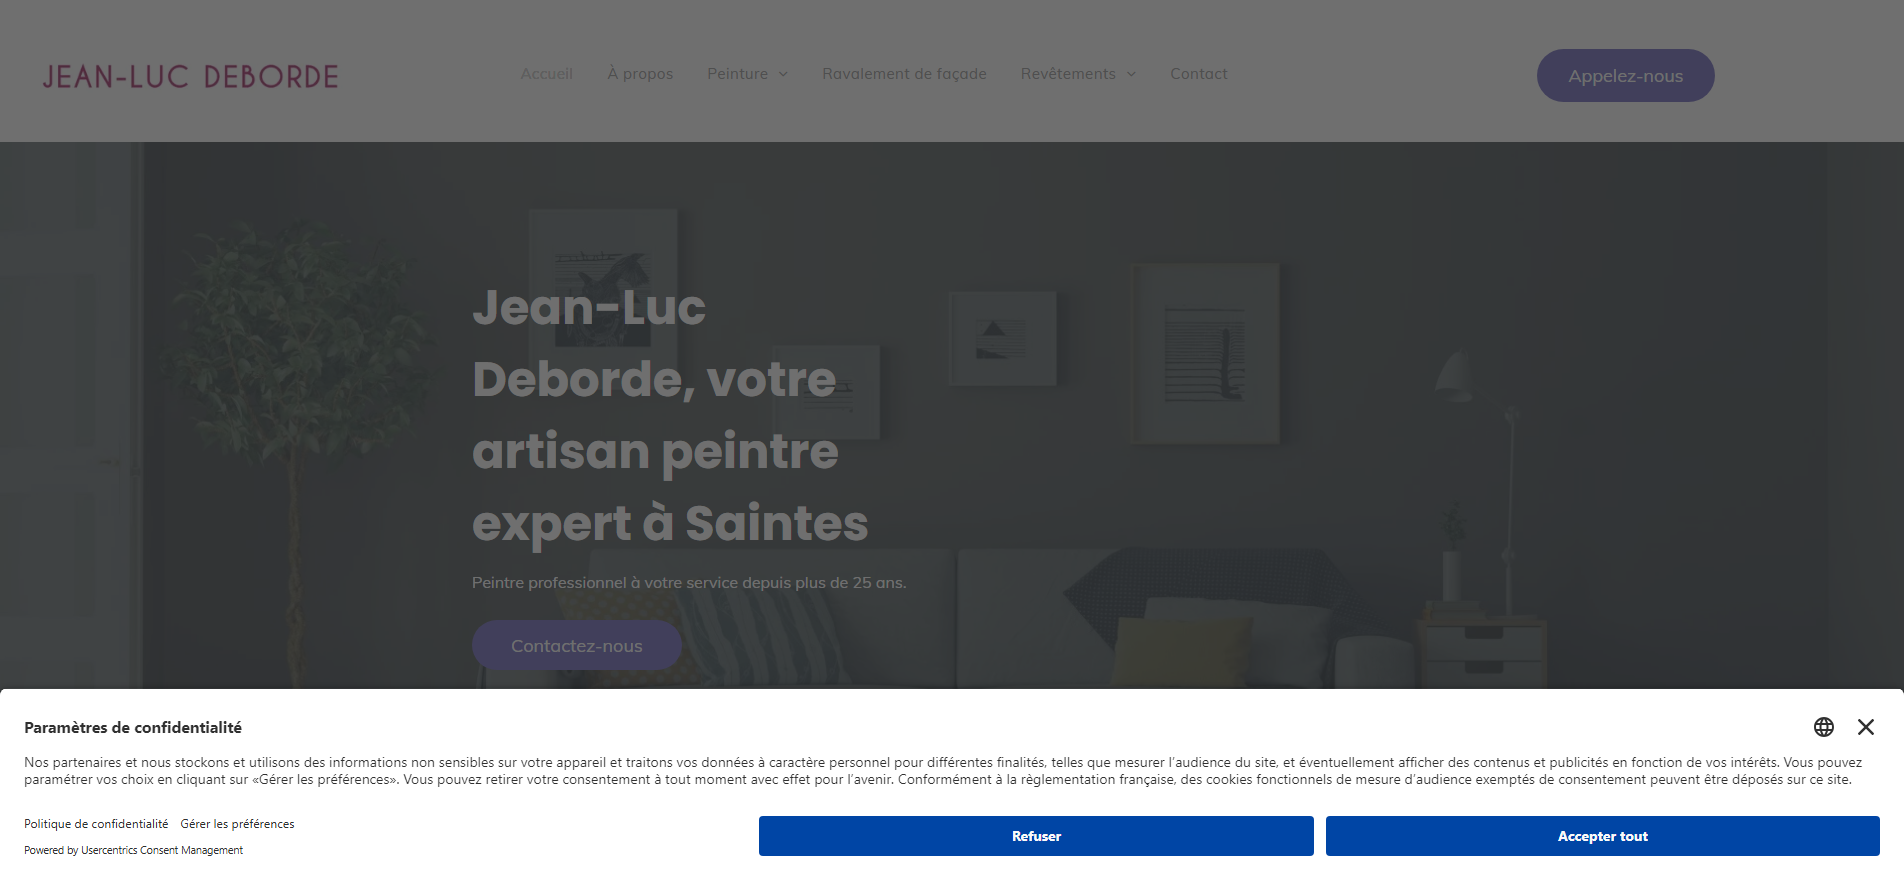 JEAN-LUC DEBORDE
Accueil
À propos
Peinture
Ravalement de façade
Revêtements
Contact
Appelez-nous
Jean-Luc
Deborde, votre
artisan peintre
expert à Saintes
Peintre professionnel à votre service depuis plus de 25 ans.
Contactez-nous
Paramètres de confidentialité
Nos partenaires et nous stockons et utilisons des informations non sensibles sur votre appareil et traitons vos données à caractère personnel pour différentes finalités, telles que mesurer l’audience du site, et éventuellement afficher des contenus et publicités en fonction de vos intérêts. Vous pouvez
paramétrer vos choix en cliquant sur «Gérer les préférences». Vous pouvez retirer votre consentement à tout moment avec effet pour l’avenir. Conformément à la règlementation française, des cookies fonctionnels de mesure d’audience exemptés de consentement peuvent être déposés sur ce site.
Politique de confidentialité
Gérer les préférences
Powered by Usercentrics Consent Management
Refuser
Accepter tout